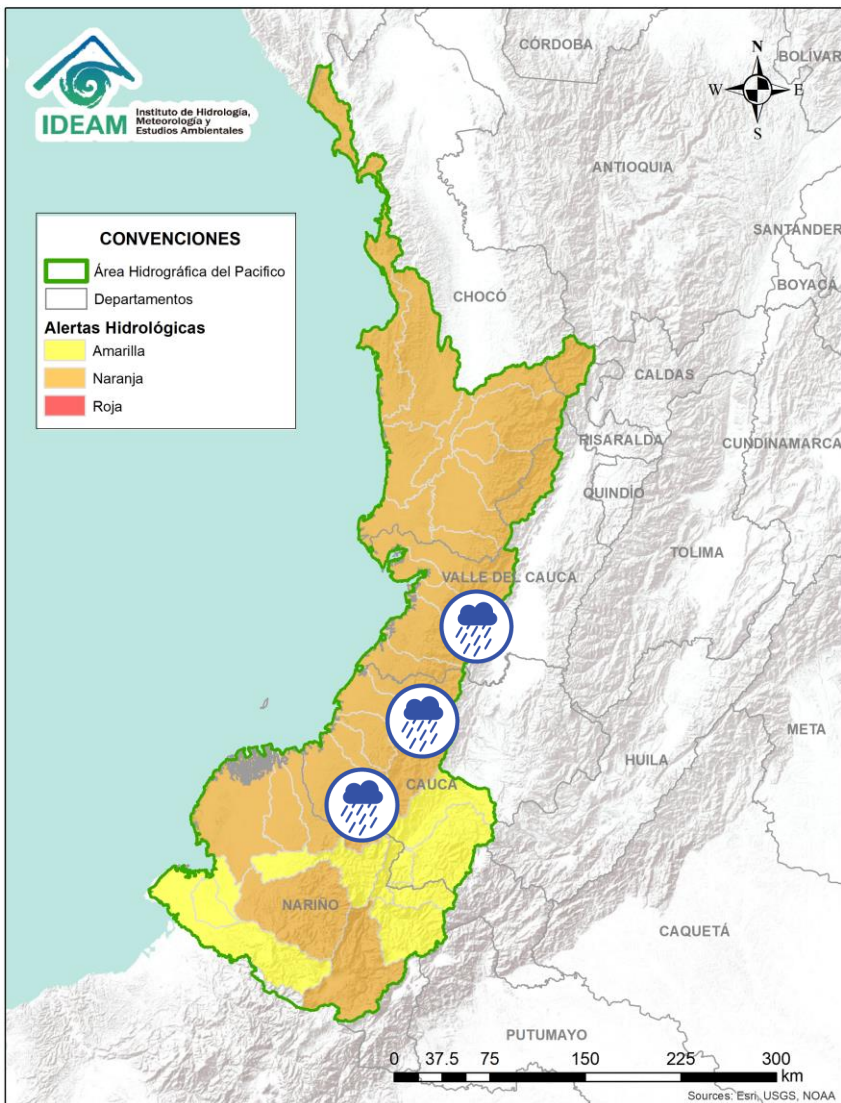 IDEAM
Instituto de Hidrología,
Meteorología y
Estudios Ambientales
CÓRDOBA
BOLÍVAR
N
W
E
S
ANTIOQUIA
SANTANDER
BOYACÁ
CONVENCIONES
Área Hidrográfica del Pacifico
Departamentos
Alertas Hidrológicas
Amarilla
Naranja
Roja
CHOCÓ
CALDAS
RISARALDA
CUNDINAMARCA
QUINDÍO
TOLIMA
VALLE DEL CAUCA
META
HUILA
CAUCA
NARIÑO
CAQUETÁ
PUTUMAYO
0 37.5 75 150 225 300
km
Sources: Esri, USGS, NOAA